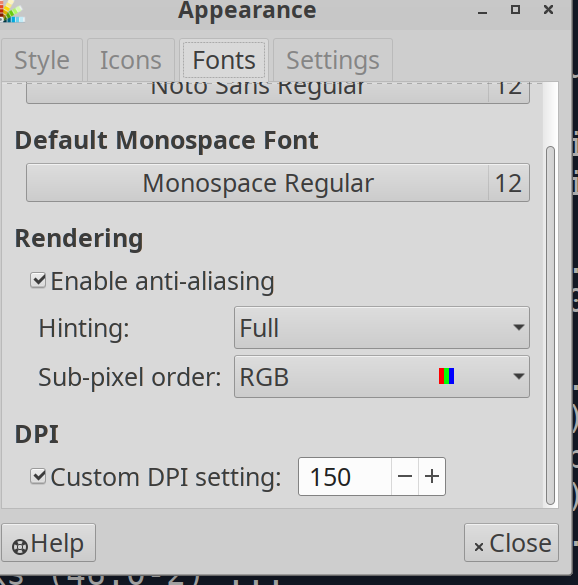 Appearance
Style Icons Fonts Settings
Noto Sans Regular 12
Default Monospace Font
Monospace Regular 12
Rendering
Enable anti-aliasing
Hinting: Full
Sub-pixel order: RGB
DPI
Custom DPI setting: 150 − +
Help Close